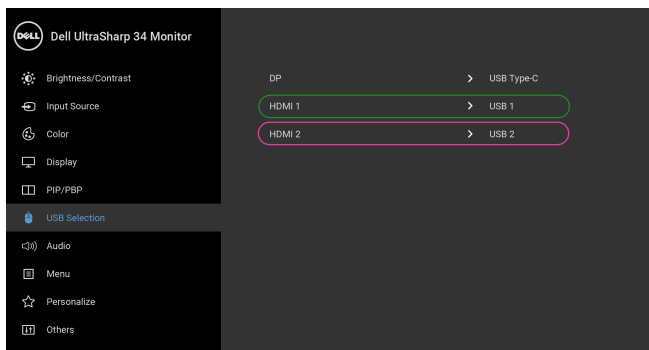 DELL Dell UltraSharp 34 Monitor
Brightness/Contrast
DP > USB Type-C
Input Source
HDMI 1 > USB 1
Color
HDMI 2 > USB 2
Display
PIP/PBP
USB Selection
Audio
Menu
Personalize
Others